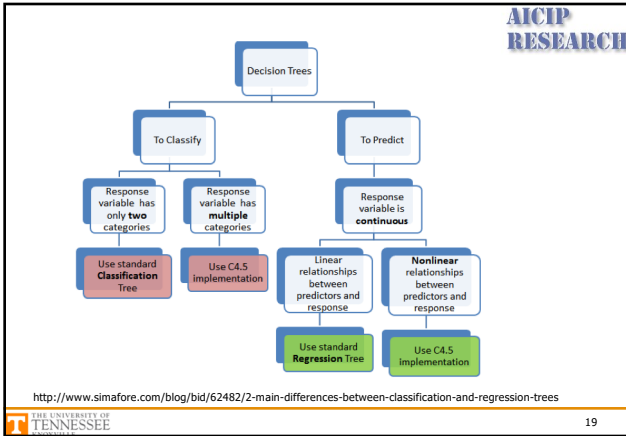 AICIP
RESEARCH
Decision Trees
To Classify
To Predict
Response
variable has
only two
categories
Response
variable has
multiple
categories
Response
variable is
continuous
Use standard
Classification
Tree
Use C4.5
implementation
Linear
relationships
between
predictors and
response
Nonlinear
relationships
between
predictors and
response
Use standard
Regression Tree
Use C4.5
implementation
http://www.simafore.com/blog/bid/62482/2-main-differences-between-classification-and-regression-trees
THE UNIVERSITY OF
TENNESSEE
KNOXVILLE
19